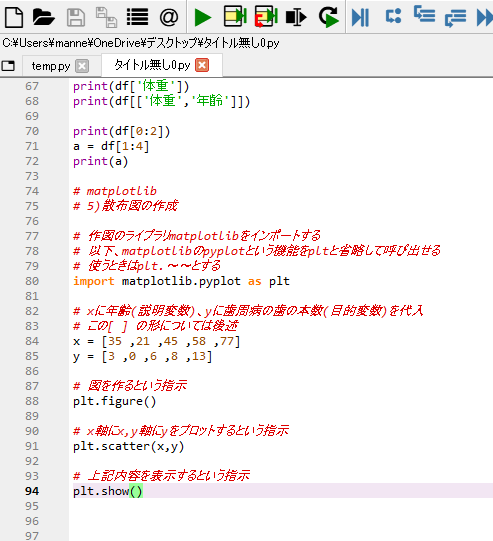 C:¥Users¥manne¥OneDrive¥デスクトップ¥タイトル無し0.py
temp.py
タイトル無し0.py
67 print(df['体重'])
68 print(df[['体重','年齢']])
69
70 print(df[0:2])
71 a = df[1:4]
72 print(a)
73
74 # matplotlib
75 # 5)散布図の作成
76
77 # 作図のライブラリmatplotlibをインポートする
78 # 以下、matplotlibのpyplotという機能をpltと省略して呼び出せる
79 # 使うときはplt.～～とする
80 import matplotlib.pyplot as plt
81
82 # xに年齢(説明変数)、yに歯周病の歯の本数(目的変数)を代入
83 # この[ ] の形については後述
84 x = [35 ,21 ,45 ,58 ,77]
85 y = [3 ,0 ,6 ,8 ,13]
86
87 # 図を作るという指示
88 plt.figure()
89
90 # x軸にx,y軸にyをプロットするという指示
91 plt.scatter(x,y)
92
93 # 上記内容を表示するという指示
94 plt.show()
95
96
97